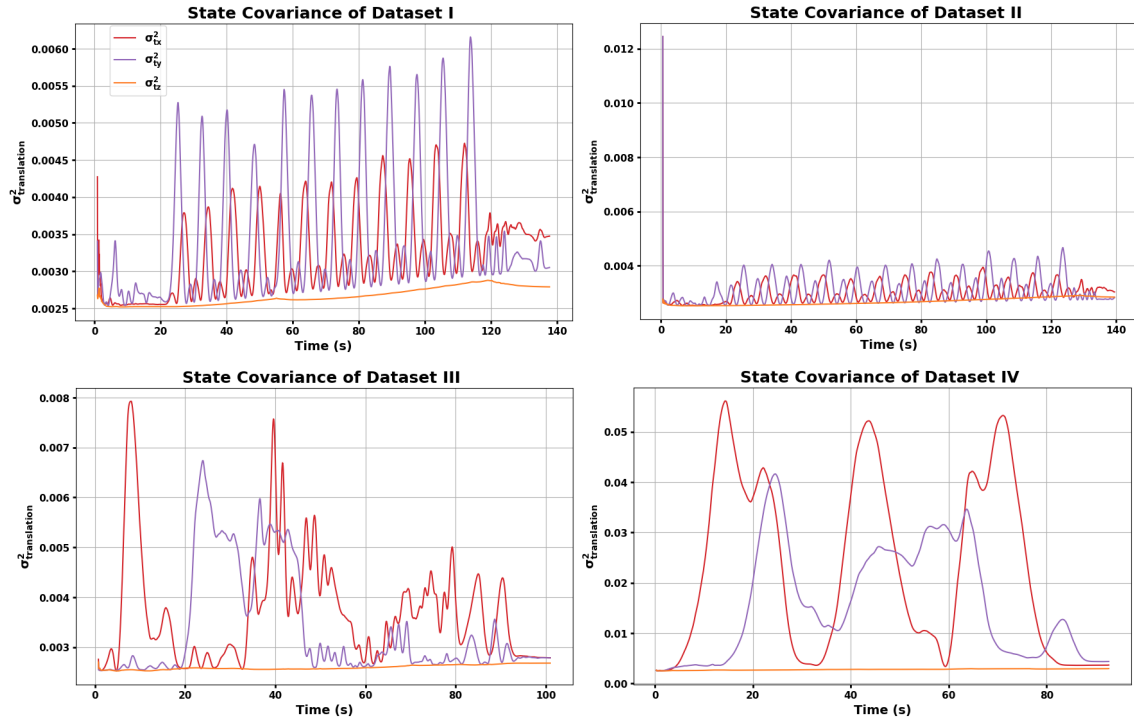 State Covariance of Dataset I
σ²tx
σ²ty
σ²tz
0.0060
0.0055
0.0050
0.0045
0.0040
0.0035
0.0030
0.0025
σ²translation
0 20 40 60 80 100 120 140
Time (s)
State Covariance of Dataset II
0.012
0.010
0.008
0.006
0.004
σ²translation
0 20 40 60 80 100 120 140
Time (s)
State Covariance of Dataset III
0.008
0.007
0.006
0.005
0.004
0.003
σ²translation
0 20 40 60 80 100
Time (s)
State Covariance of Dataset IV
0.05
0.04
0.03
0.02
0.01
0.00
σ²translation
0 20 40 60 80
Time (s)